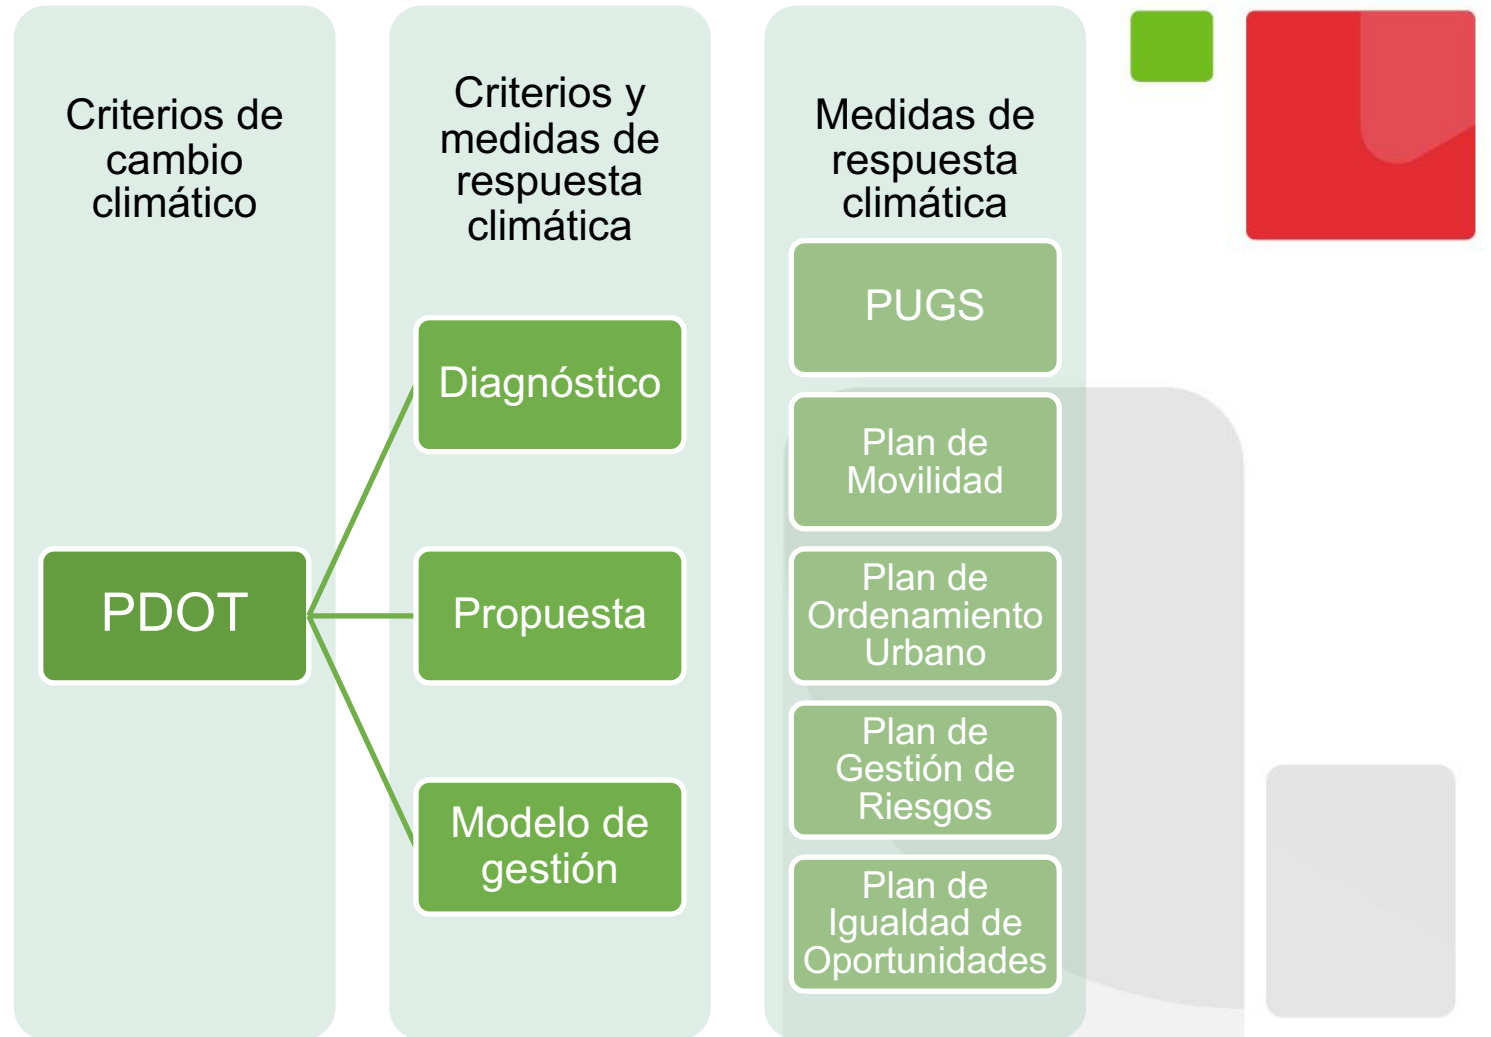 Criterios de
cambio
climático
PDOT
Criterios y
medidas de
respuesta
climática
Diagnóstico
Propuesta
Modelo de
gestión
Medidas de
respuesta
climática
PUGS
Plan de
Movilidad
Plan de
Ordenamiento
Urbano
Plan de
Gestión de
Riesgos
Plan de
Igualdad de
Oportunidades